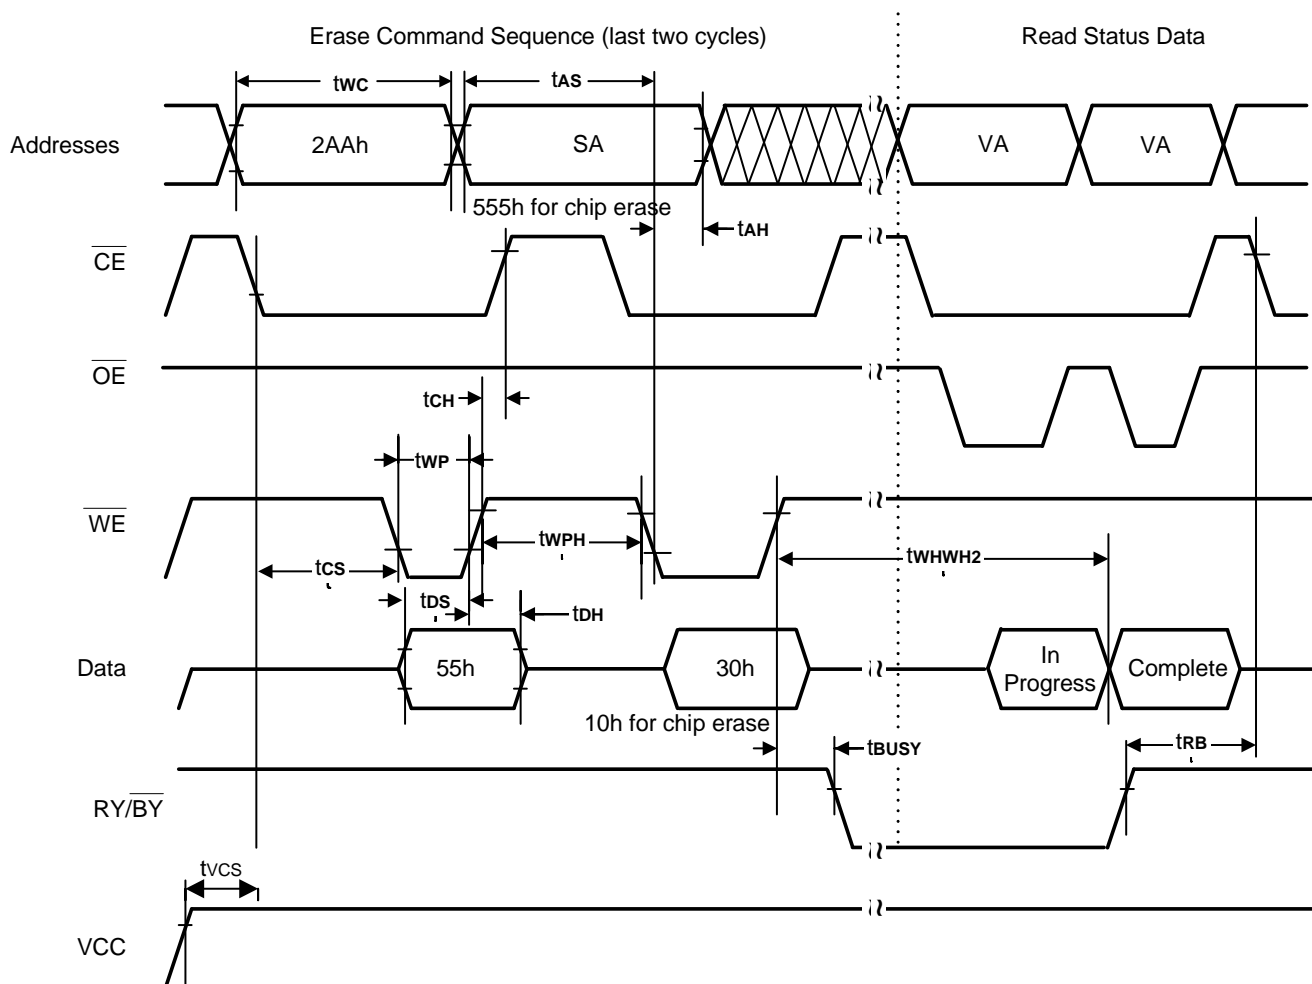 Erase Command Sequence (last two cycles)
Read Status Data
tWC
tAS
Addresses
2AAh
SA
VA
VA
555h for chip erase
tAH
CE
OE
tCH
tWP
WE
tWPH
tWHWH2
tCS
tDS
tDH
Data
55h
30h
In
Progress
Complete
10h for chip erase
tBUSY
tRB
RY/BY
tVCS
VCC